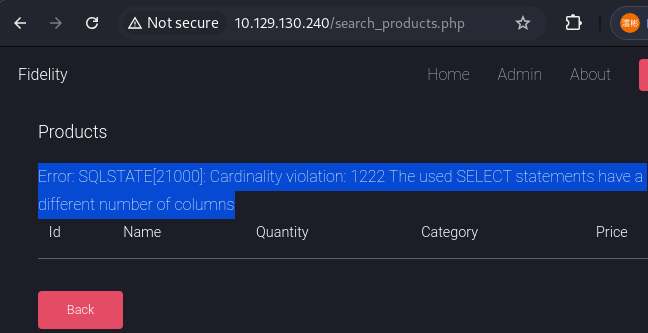 Not secure 10.129.130.240/search_products.php
Fidelity Home Admin About
Products
Error: SQLSTATE[21000]: Cardinality violation: 1222 The used SELECT statements have a
different number of columns
Id Name Quantity Category Price
Back